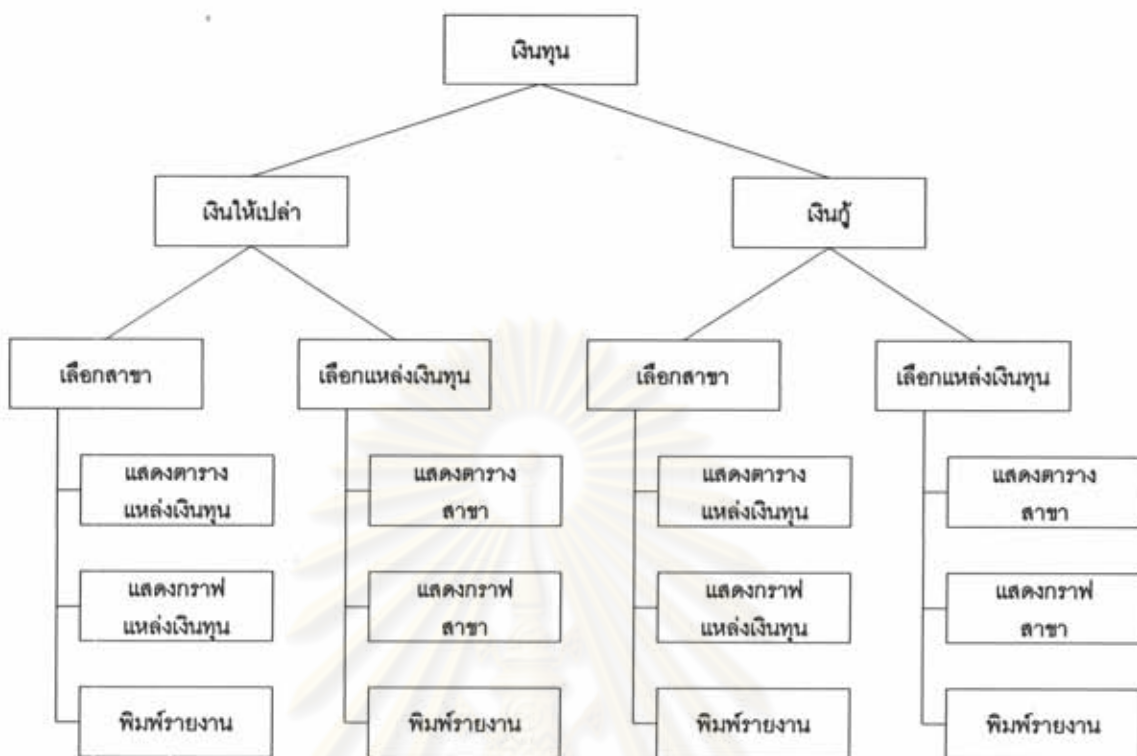 เงินทุน
เงินให้เปล่า
เงินกู้
เลือกสาขา
เลือกแหล่งเงินทุน
เลือกสาขา
เลือกแหล่งเงินทุน
แสดงตาราง
แหล่งเงินทุน
แสดงตาราง
สาขา
แสดงตาราง
แหล่งเงินทุน
แสดงตาราง
สาขา
แสดงกราฟ
แหล่งเงินทุน
แสดงกราฟ
สาขา
แสดงกราฟ
แหล่งเงินทุน
แสดงกราฟ
สาขา
พิมพ์รายงาน
พิมพ์รายงาน
พิมพ์รายงาน
พิมพ์รายงาน